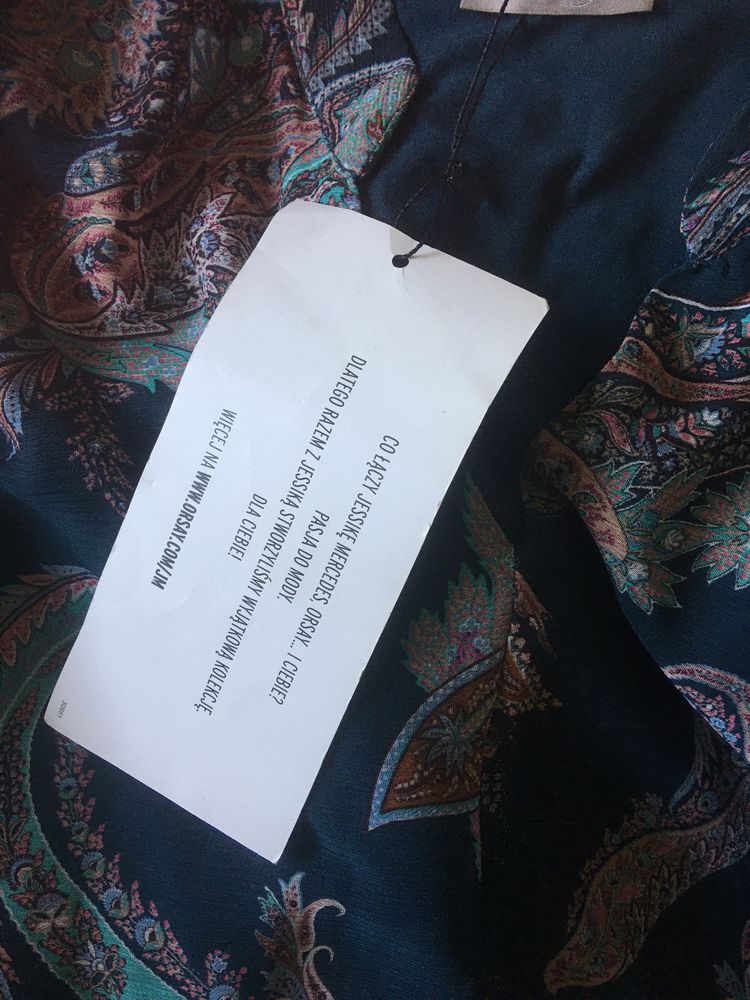 CO ŁĄCZY JESSIKĘ MERCEDES, ORSAY... I CIEBIE?
PASJA DO MODY.
DLATEGO RAZEM Z JESSIKĄ STWORZYLIŚMY WYJĄTKOWĄ KOLEKCJĘ
DLA CIEBIE!
WIĘCEJ NA WWW.ORSAY.COM/JM
30951